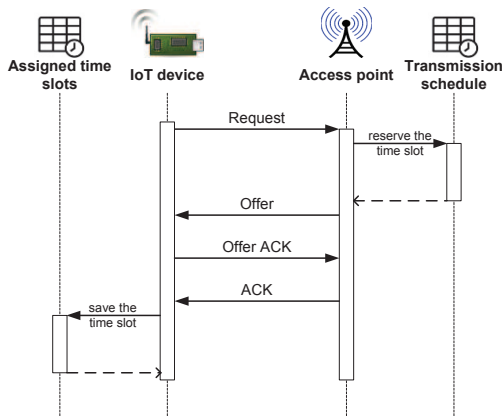 Assigned time
slots
IoT device
Access point
Transmission
schedule
Request
reserve the
time slot
Offer
Offer ACK
ACK
save the
time slot